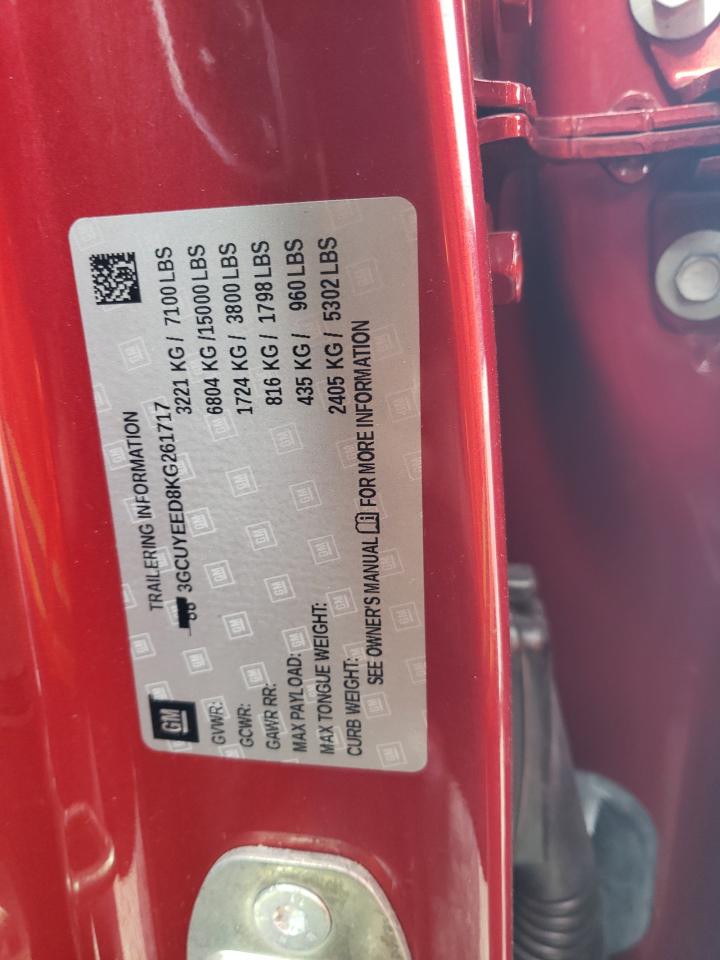 GM
TRAILERING INFORMATION
3GCUYEED8KG261717
GVWR: 3221 KG / 7100 LBS
GCWR: 6804 KG /15000 LBS
GAWR RR: 1724 KG / 3800 LBS
MAX PAYLOAD: 816 KG / 1798 LBS
MAX TONGUE WEIGHT: 435 KG / 960 LBS
CURB WEIGHT: 2405 KG / 5302 LBS
SEE OWNER'S MANUAL FOR MORE INFORMATION